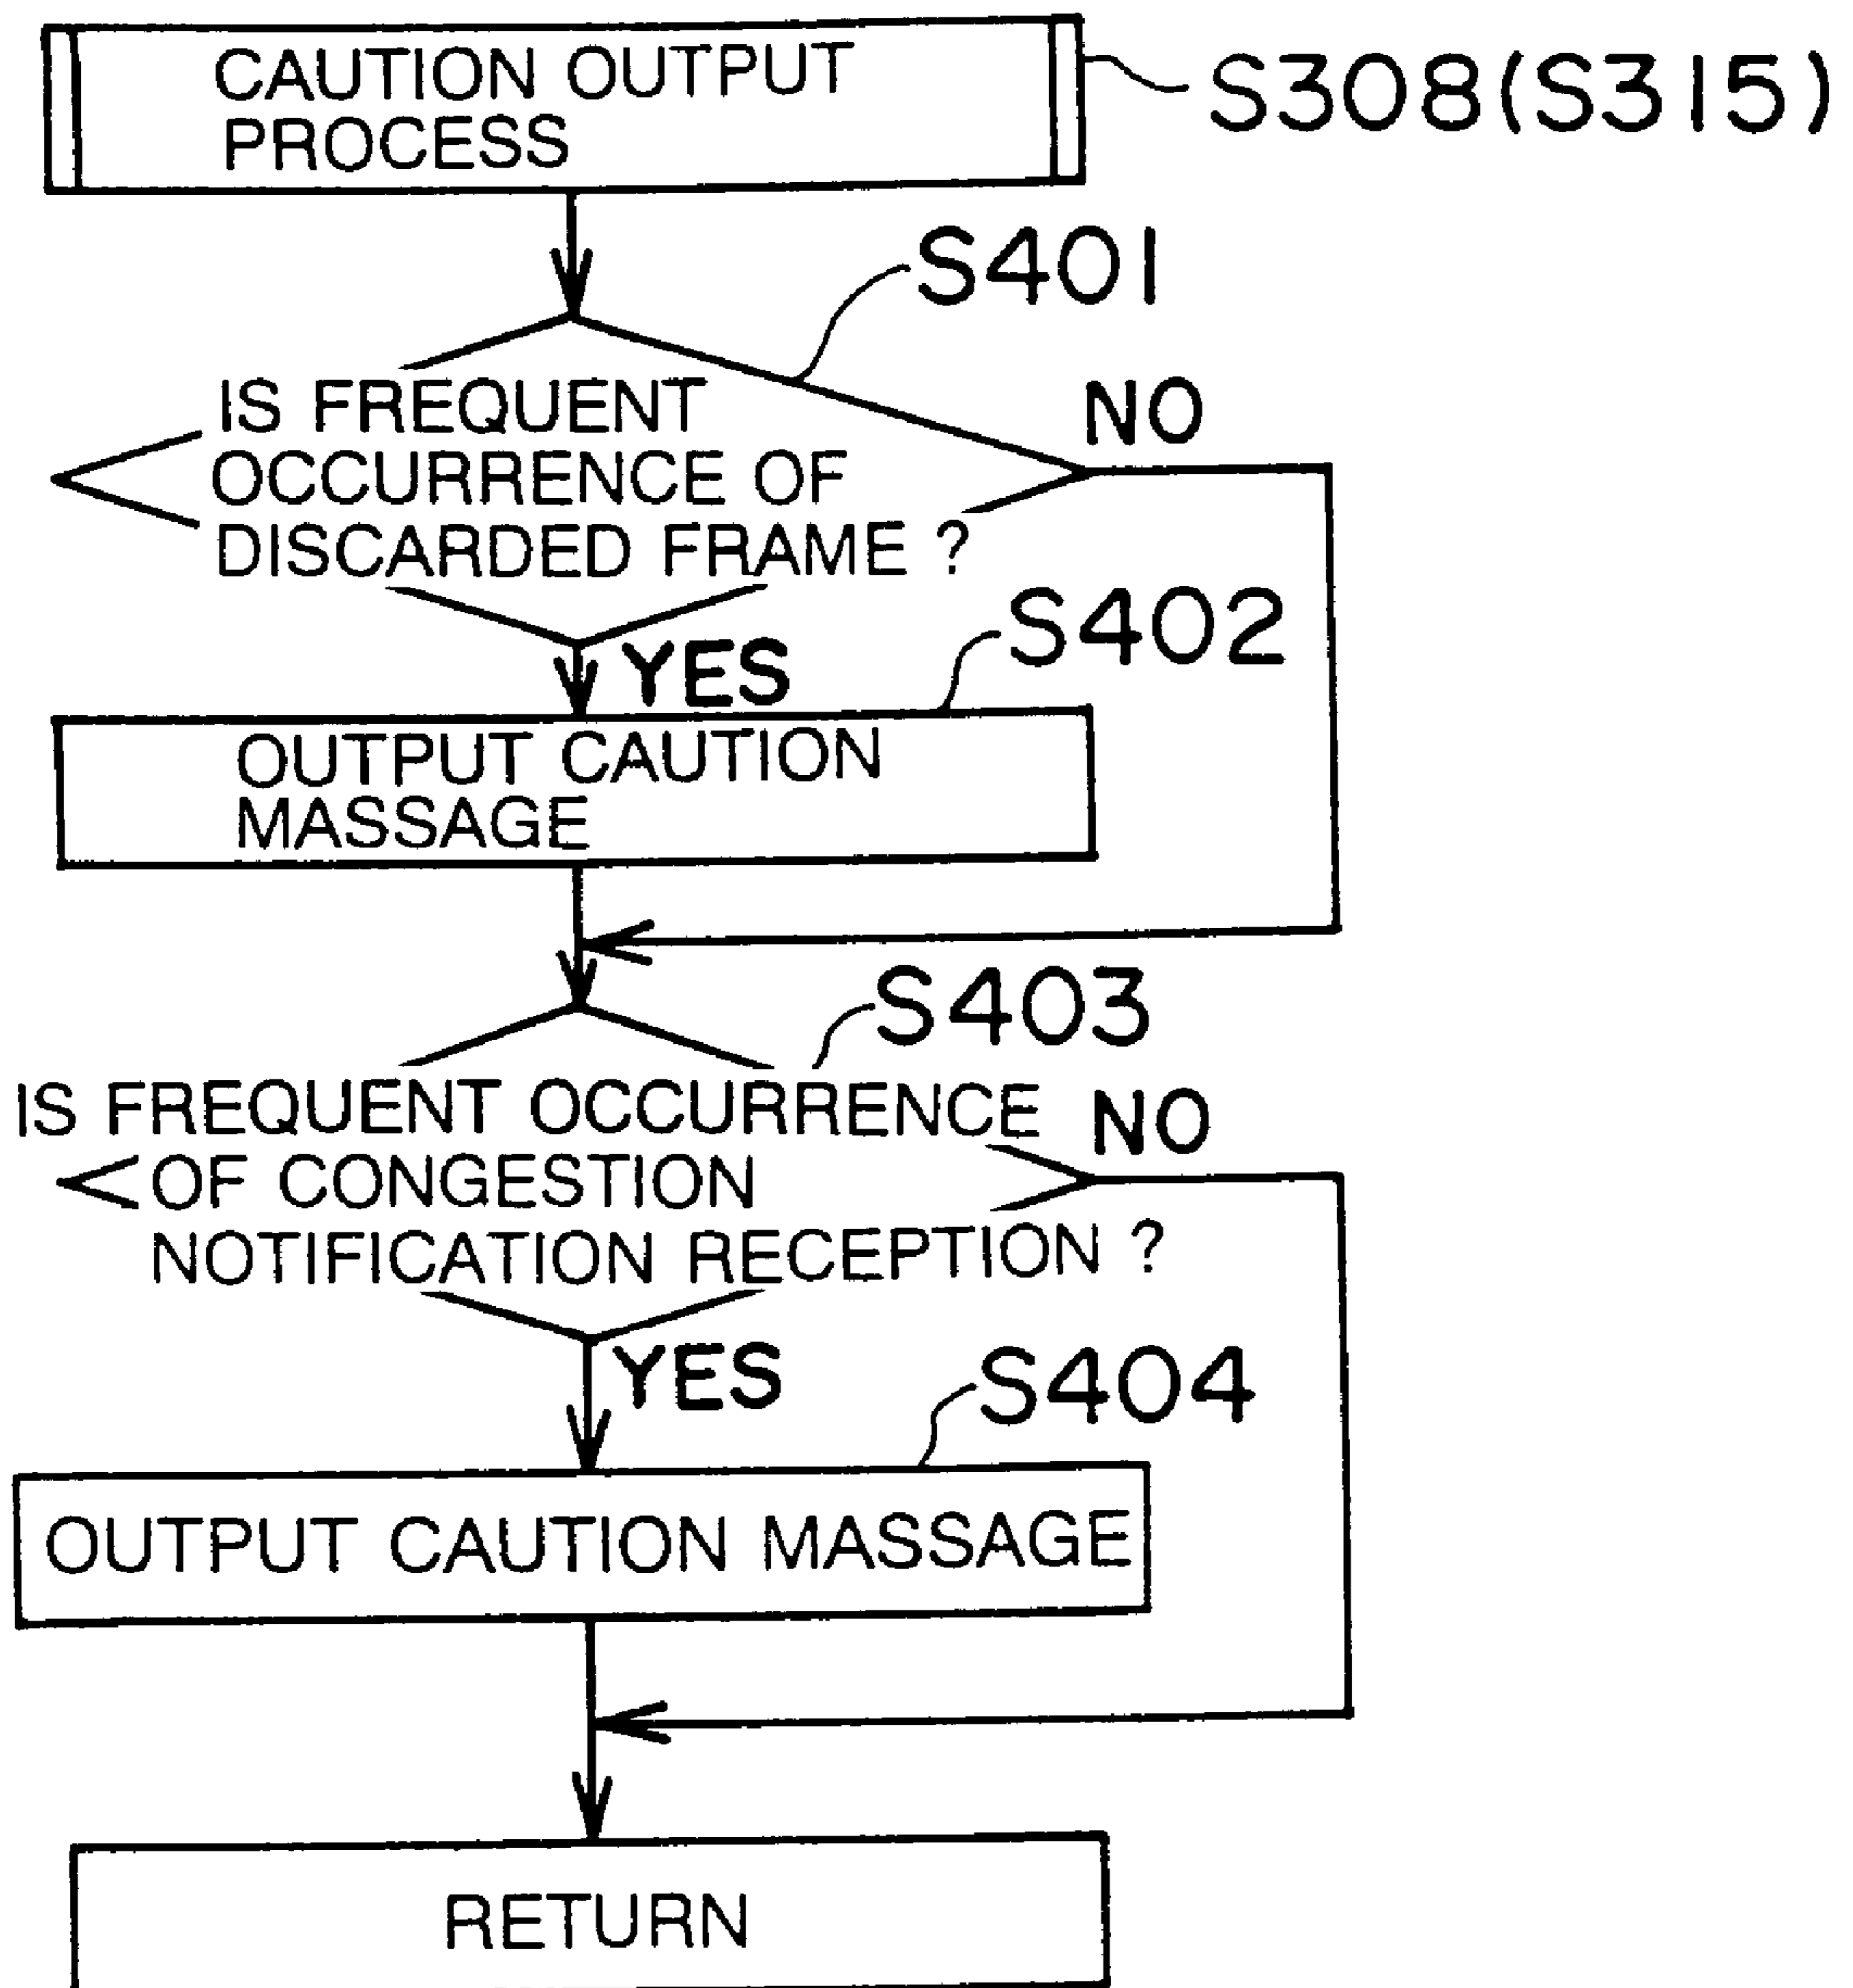 CAUTION OUTPUT
PROCESS
S308(S315)
S401
IS FREQUENT
OCCURRENCE OF
DISCARDED FRAME ?
NO
YES
S402
OUTPUT CAUTION
MASSAGE
S403
IS FREQUENT OCCURRENCE
OF CONGESTION
NOTIFICATION RECEPTION ?
NO
YES
S404
OUTPUT CAUTION MASSAGE
RETURN